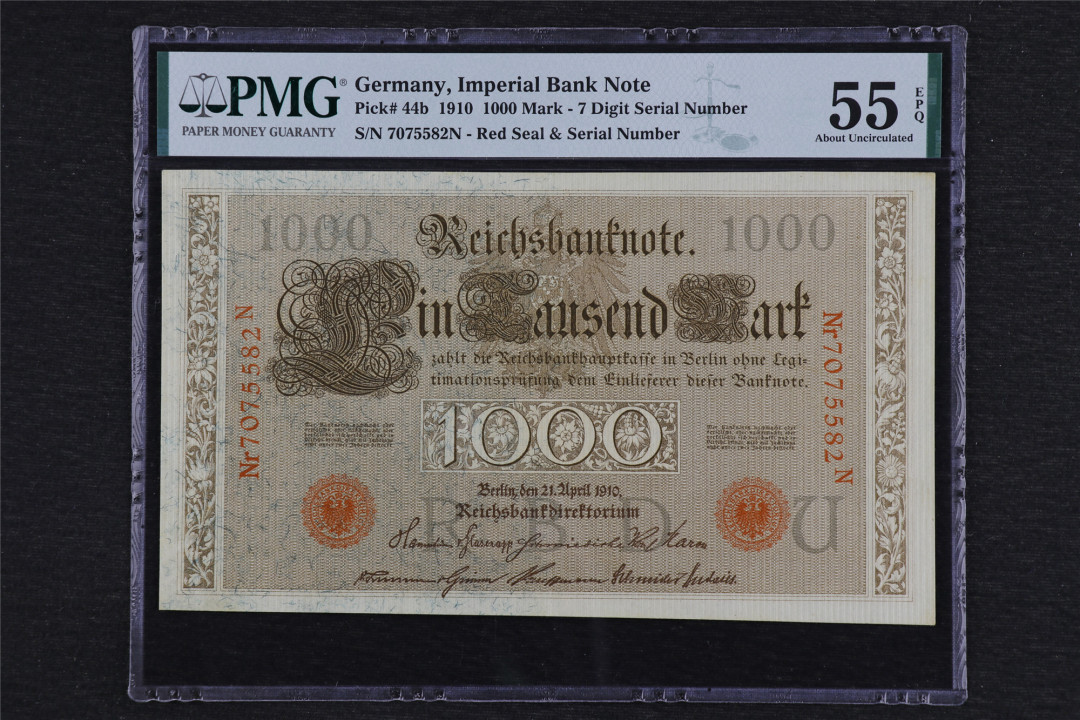 PMG®
PAPER MONEY GUARANTY
Germany, Imperial Bank Note
Pick# 44b 1910 1000 Mark - 7 Digit Serial Number
S/N 7075582N - Red Seal & Serial Number
55
EPQ
About Uncirculated
1000
Reichsbanknote.
1000
Ein Tausend Mark
zahlt die Reichsbankhauptkasse in Berlin ohne Legi-
timationsprüfung dem Einlieferer dieser Banknote.
Nr7075582N
Nr7075582N
1000
Berlin, den 21. April 1910.
Reichsbankdirektorium
R B D
U